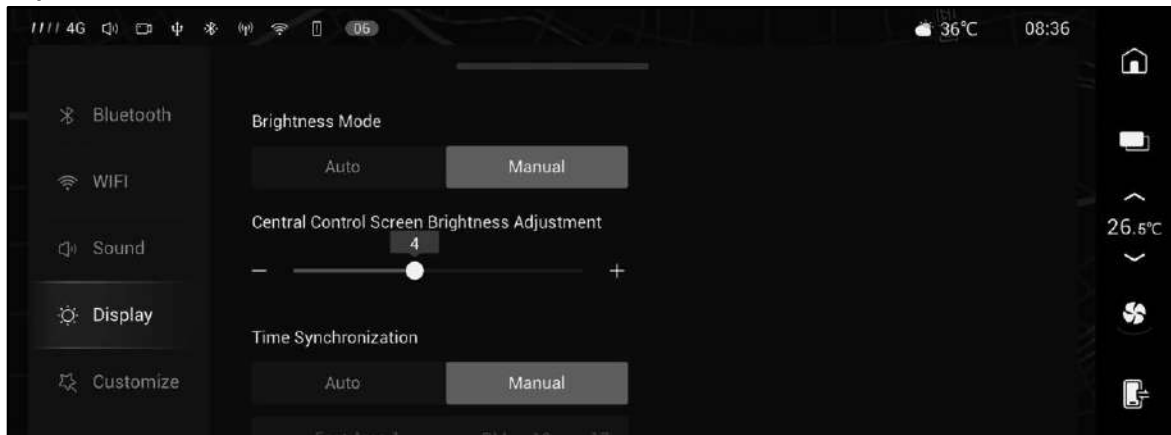 4G 06 36℃ 08:36
Bluetooth
WIFI
Sound
Display
Customize
Brightness Mode
Auto Manual
Central Control Screen Brightness Adjustment
4
− +
Time Synchronization
Auto Manual
26.5℃